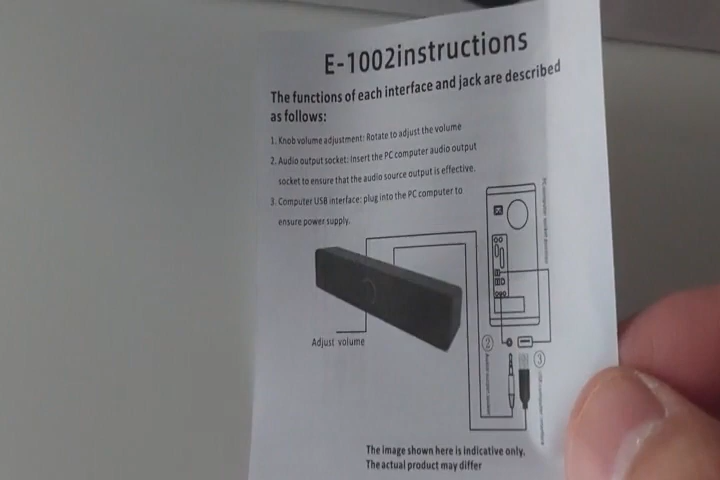 E-1002instructions
The functions of each interface and jack are described
as follows:
1. Knob volume adjustment: Rotate to adjust the volume
2. Audio output socket: Insert the PC computer audio output
socket to ensure that the audio source output is effective.
3. Computer USB interface: plug into the PC computer to
ensure power supply.
Adjust volume
2
3
The image shown here is indicative only.
The actual product may differ